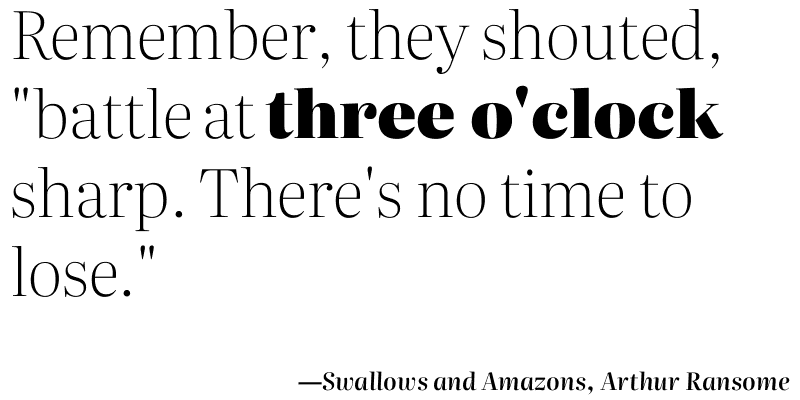 Remember, they shouted,
"battle at three o'clock
sharp. There's no time to
lose."
—Swallows and Amazons, Arthur Ransome